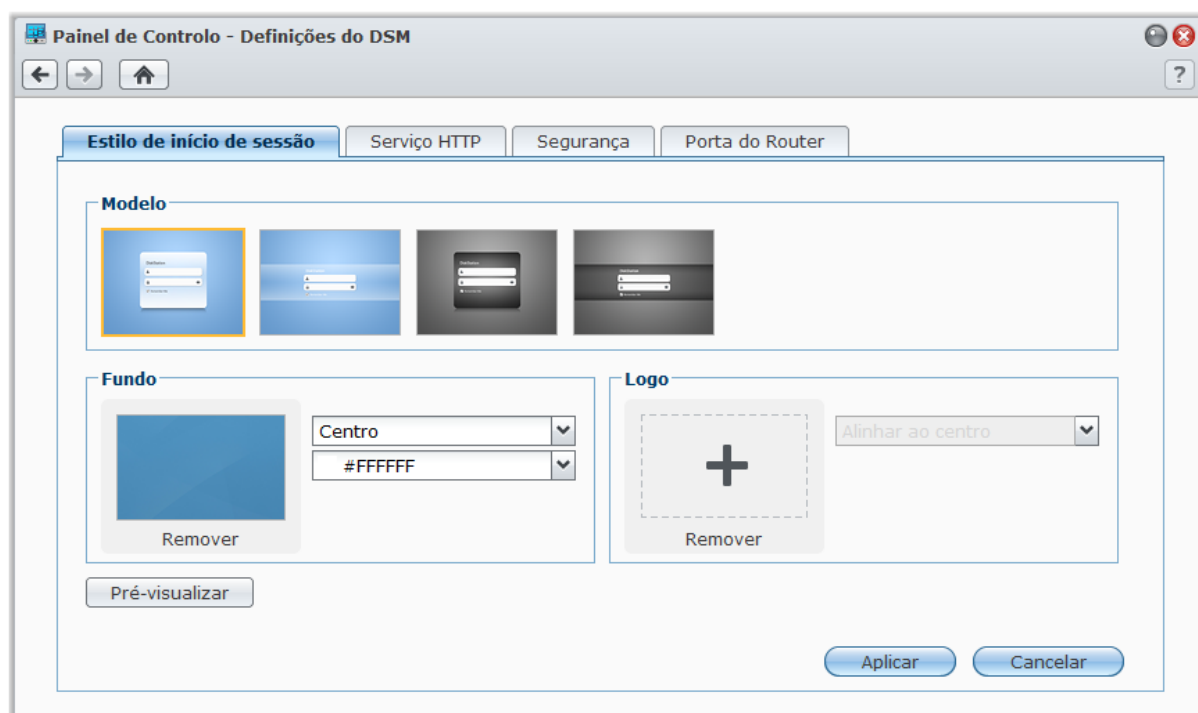 Painel de Controlo - Definições do DSM
?
Estilo de início de sessão
Serviço HTTP
Segurança
Porta do Router
Modelo
Fundo
Centro
#FFFFFF
Remover
Logo
Alinhar ao centro
Remover
Pré-visualizar
Aplicar
Cancelar